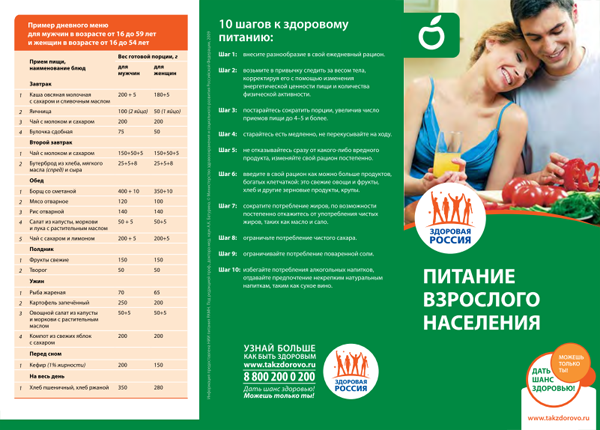 Пример дневного меню
для мужчин в возрасте от 16 до 59 лет
и женщин в возрасте от 16 до 54 лет
Прием пищи, наименование блюд Вес готовой порции, г
для мужчин для женщин
Завтрак
1 Каша овсяная молочная
с сахаром и сливочным маслом 200 + 5 180+5
2 Яичница 100 (2 яйца) 50 (1 яйцо)
3 Чай с молоком и сахаром 200 200
4 Булочка сдобная 75 50
Второй завтрак
1 Чай с молоком и сахаром 150+50+5 150+50+5
2 Бутерброд из хлеба, мягкого
масла (спред) и сыра 25+5+8 25+5+8
Обед
1 Борщ со сметаной 400 + 10 350+10
2 Мясо отварное 120 100
3 Рис отварной 140 140
4 Салат из капусты, моркови
и лука с растительным маслом 50 + 5 50+5
5 Чай с сахаром и лимоном 200 + 5 200+5
Полдник
1 Фрукты свежие 150 150
2 Творог 50 50
Ужин
1 Рыба жареная 70 65
2 Картофель запечённый 250 200
3 Овощной салат из капусты
и моркови с растительным
маслом 50+5 50+5
4 Компот из свежих яблок
с сахаром 200 200
Перед сном
1 Кефир (1% жирность) 200 150
На весь день
1 Хлеб пшеничный, хлеб ржаной 350 280
10 шагов к здоровому
питанию:
Шаг 1: внесите разнообразие в свой ежедневный рацион.
Шаг 2: возьмите в привычку следить за весом тела,
корректируя его с помощью изменения
энергетической ценности пищи и количества
физической активности.
Шаг 3: постарайтесь сократить порции, увеличив число
приемов пищи до 4–5 и более.
Шаг 4: старайтесь есть медленно, не перекусывайте на ходу.
Шаг 5: не отказывайтесь сразу от какого-либо вредного
продукта, изменяйте свой рацион постепенно.
Шаг 6: введите в свой рацион как можно больше продуктов,
богатых клетчаткой: это свежие овощи и фрукты,
хлеб и другие зерновые продукты, крупы.
Шаг 7: сократите потребление жиров, по возможности
постепенно откажитесь от употребления чистых
жиров, таких как масло и сало.
Шаг 8: ограничьте потребление чистого сахара.
Шаг 9: ограничивайте потребление поваренной соли.
Шаг 10: избегайте потребления алкогольных напитков,
отдавайте предпочтение некрепким натуральным
напиткам, таким как сухое вино.
УЗНАЙ БОЛЬШЕ
КАК БЫТЬ ЗДОРОВЫМ
www.takzdorovo.ru
8 800 200 0 200
Дать шанс здоровью!
Можешь только ты!
ЗДОРОВАЯ
РОССИЯ
ЗДОРОВАЯ
РОССИЯ
ПИТАНИЕ
ВЗРОСЛОГО
НАСЕЛЕНИЯ
МОЖЕШЬ
ТОЛЬКО
ТЫ!
ДАТЬ
ШАНС
ЗДОРОВЬЮ!
www.takzdorovo.ru